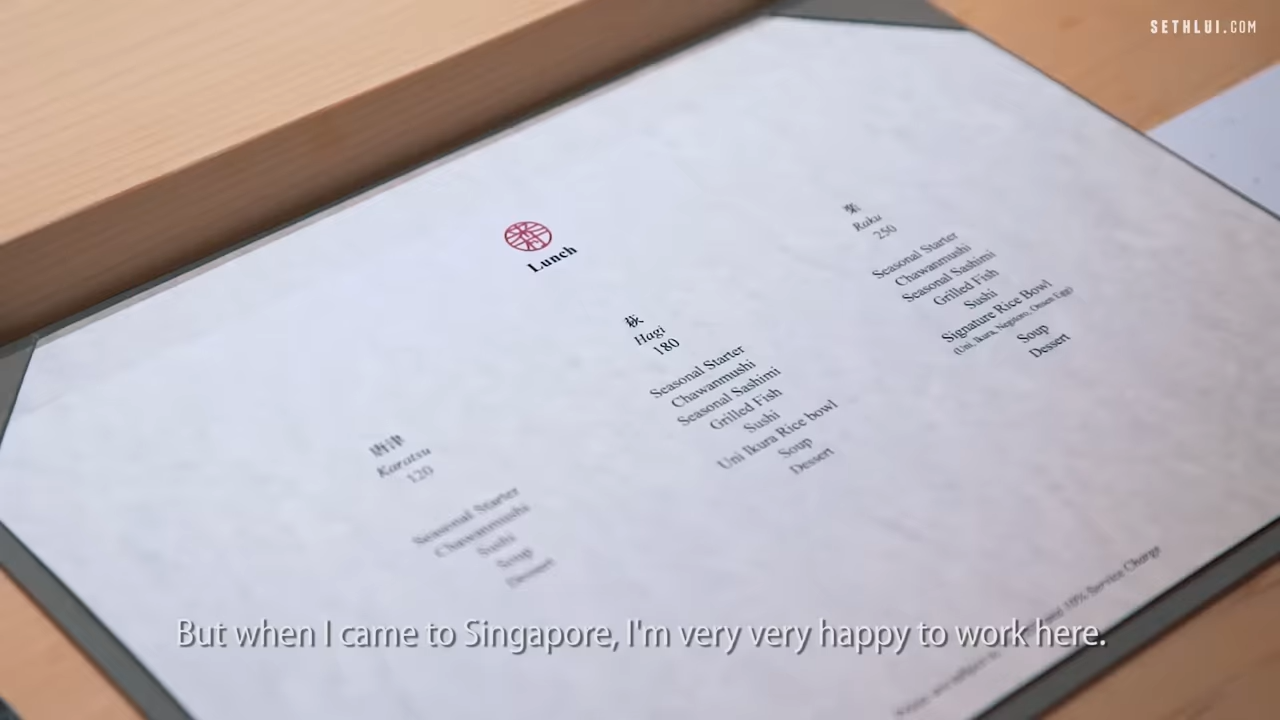 SETHLUI.COM
Lunch
唐津
Karatsu
120
Seasonal Starter
Chawanmushi
Sushi
Soup
Dessert
萩
Hagi
180
Seasonal Starter
Chawanmushi
Seasonal Sashimi
Grilled Fish
Sushi
Uni Ikura Rice bowl
Soup
Dessert
楽
Raku
250
Seasonal Starter
Chawanmushi
Seasonal Sashimi
Grilled Fish
Sushi
Signature Rice Bowl
(Uni, Ikura, Negitoro, Onsen Egg)
Soup
Dessert
10% Service Charge
But when I came to Singapore, I'm very very happy to work here.